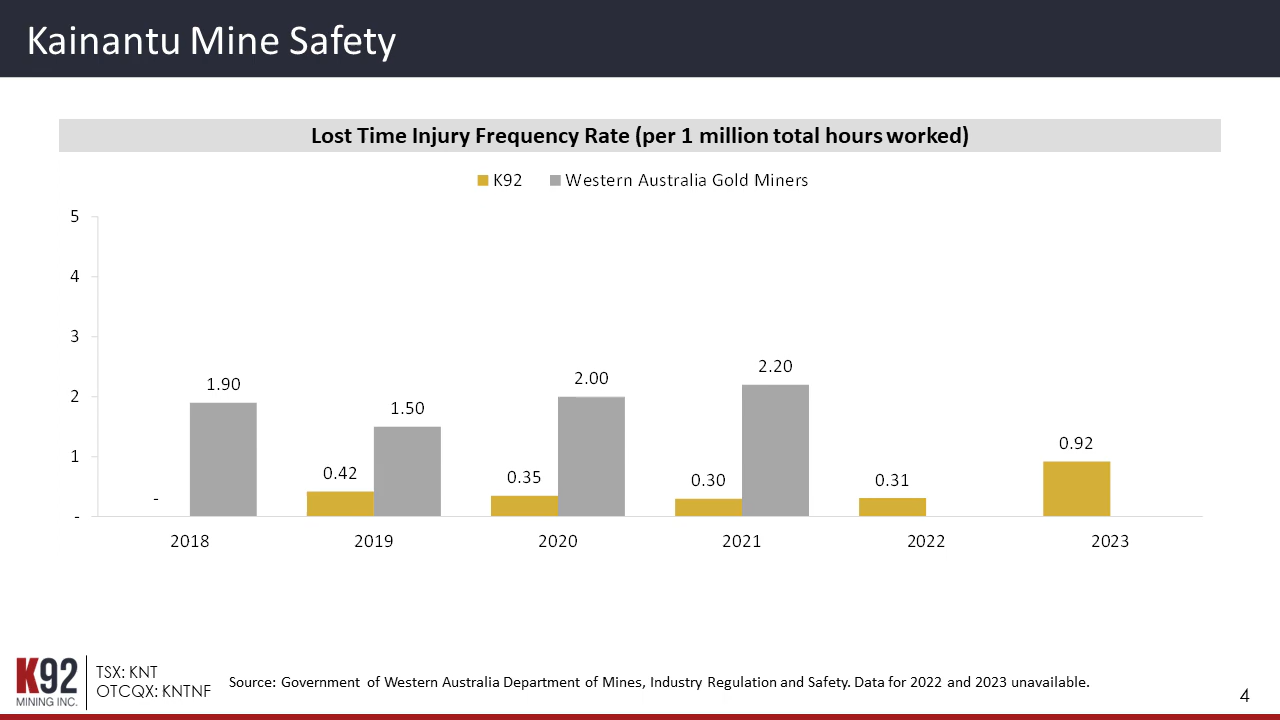 Kainantu Mine Safety
Lost Time Injury Frequency Rate (per 1 million total hours worked)
K92 Western Australia Gold Miners
5
4
3
2
1
-
- 1.90
0.42 1.50
0.35 2.00
0.30 2.20
0.31
0.92
2018 2019 2020 2021 2022 2023
K92
MINING INC.
TSX: KNT
OTCQX: KNTNF
Source: Government of Western Australia Department of Mines, Industry Regulation and Safety. Data for 2022 and 2023 unavailable.
4